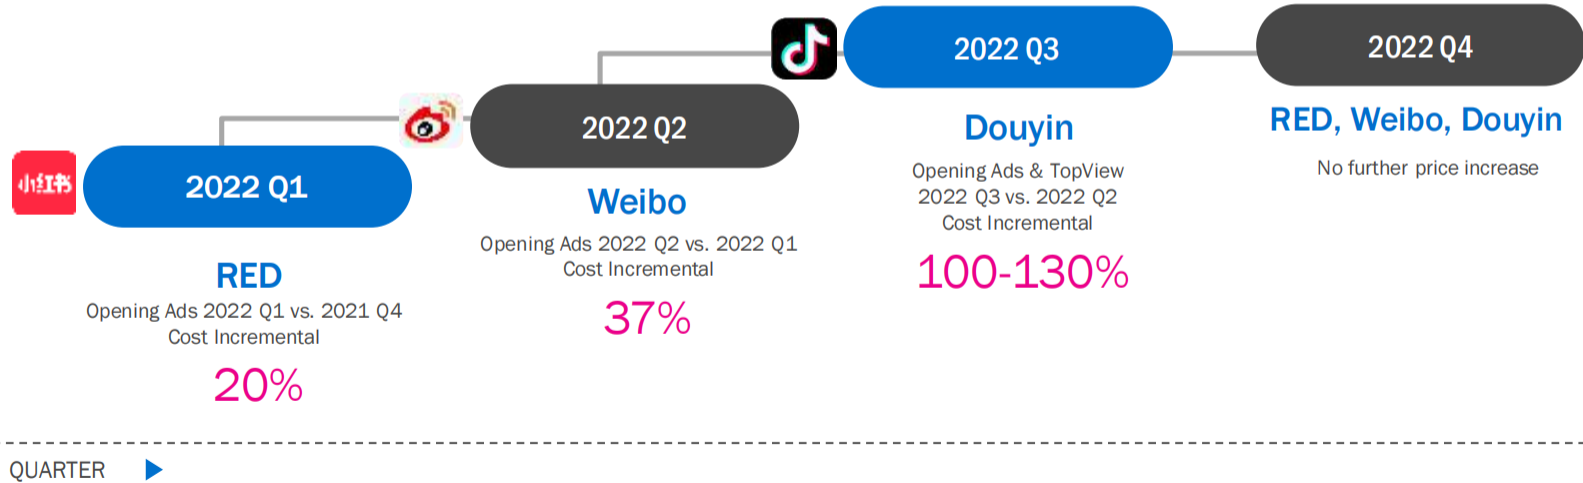 小红书
2022 Q1
RED
Opening Ads 2022 Q1 vs. 2021 Q4
Cost Incremental
20%
2022 Q2
Weibo
Opening Ads 2022 Q2 vs. 2022 Q1
Cost Incremental
37%
2022 Q3
Douyin
Opening Ads & TopView
2022 Q3 vs. 2022 Q2
Cost Incremental
100-130%
2022 Q4
RED, Weibo, Douyin
No further price increase
QUARTER